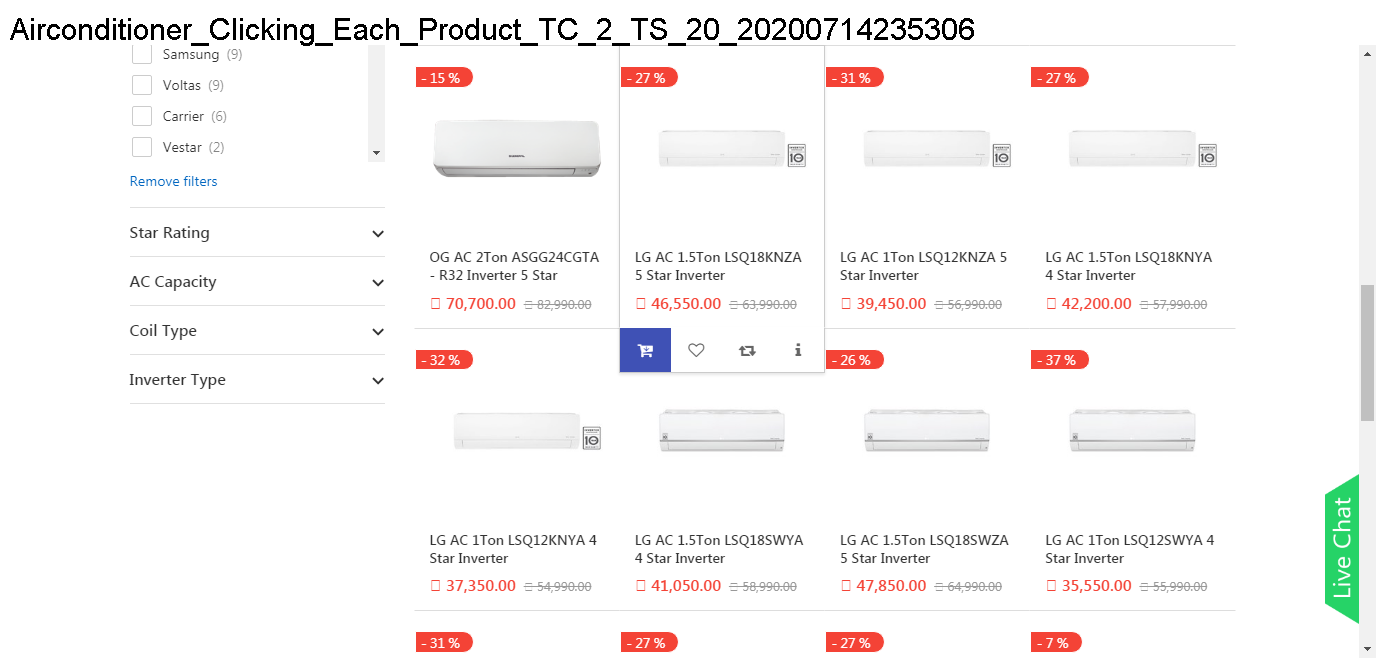 Airconditioner_Clicking_Each_Product_TC_2_TS_20_20200714235306
Samsung (9)
Voltas (9)
Carrier (6)
Vestar (2)
Remove filters
Star Rating
AC Capacity
Coil Type
Inverter Type
- 15 %
- 27 %
- 31 %
- 27 %
OG AC 2Ton ASGG24CGTA
- R32 Inverter 5 Star
70,700.00 82,990.00
LG AC 1.5Ton LSQ18KNZA
5 Star Inverter
46,550.00 63,990.00
LG AC 1Ton LSQ12KNZA 5
Star Inverter
39,450.00 56,990.00
LG AC 1.5Ton LSQ18KNYA
4 Star Inverter
42,200.00 57,990.00
- 32 %
- 26 %
- 37 %
LG AC 1Ton LSQ12KNYA 4
Star Inverter
37,350.00 54,990.00
LG AC 1.5Ton LSQ18SWYA
4 Star Inverter
41,050.00 58,990.00
LG AC 1.5Ton LSQ18SWZA
5 Star Inverter
47,850.00 64,990.00
LG AC 1Ton LSQ12SWYA 4
Star Inverter
35,550.00 55,990.00
- 31 %
- 27 %
- 27 %
- 7 %
Live Chat